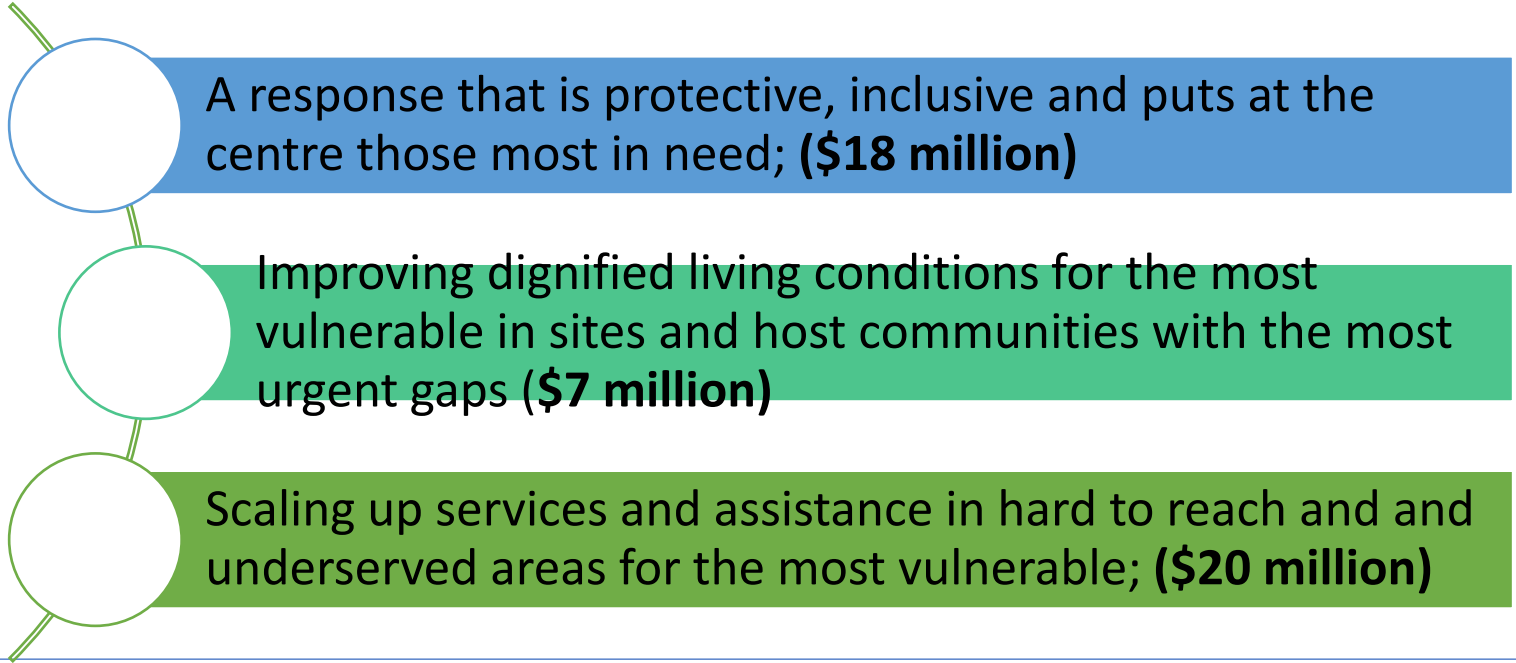 A response that is protective, inclusive and puts at the
centre those most in need; ($18 million)
Improving dignified living conditions for the most
vulnerable in sites and host communities with the most
urgent gaps ($7 million)
Scaling up services and assistance in hard to reach and and
underserved areas for the most vulnerable; ($20 million)